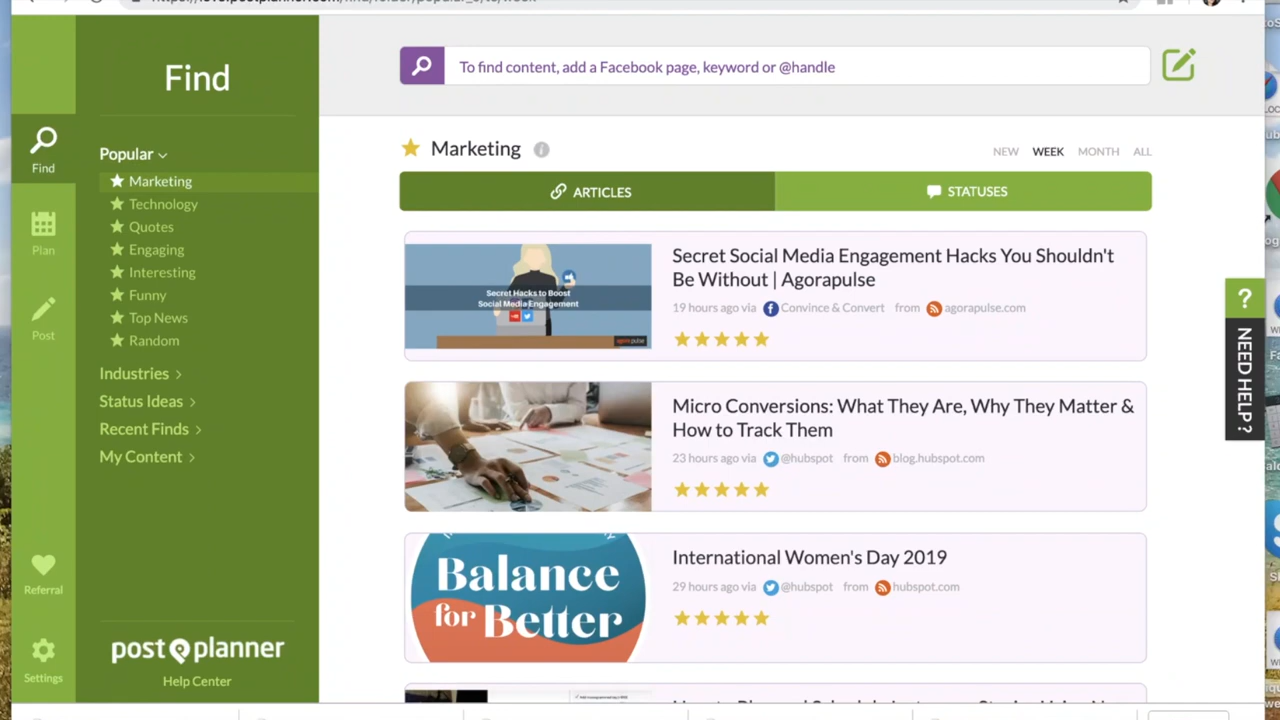 Find
To find content, add a Facebook page, keyword or @handle
Find
Plan
Post
Referral
Settings
Popular
Marketing
Technology
Quotes
Engaging
Interesting
Funny
Top News
Random
Industries
Status Ideas
Recent Finds
My Content
post planner
Help Center
Marketing
NEW WEEK MONTH ALL
ARTICLES
STATUSES
Secret Hacks to Boost
Social Media Engagement
agorapulse
Secret Social Media Engagement Hacks You Shouldn't
Be Without | Agorapulse
19 hours ago via Convince & Convert from agorapulse.com
Micro Conversions: What They Are, Why They Matter &
How to Track Them
23 hours ago via @hubspot from blog.hubspot.com
Balance
for Better
International Women's Day 2019
29 hours ago via @hubspot from hubspot.com
? NEED HELP?